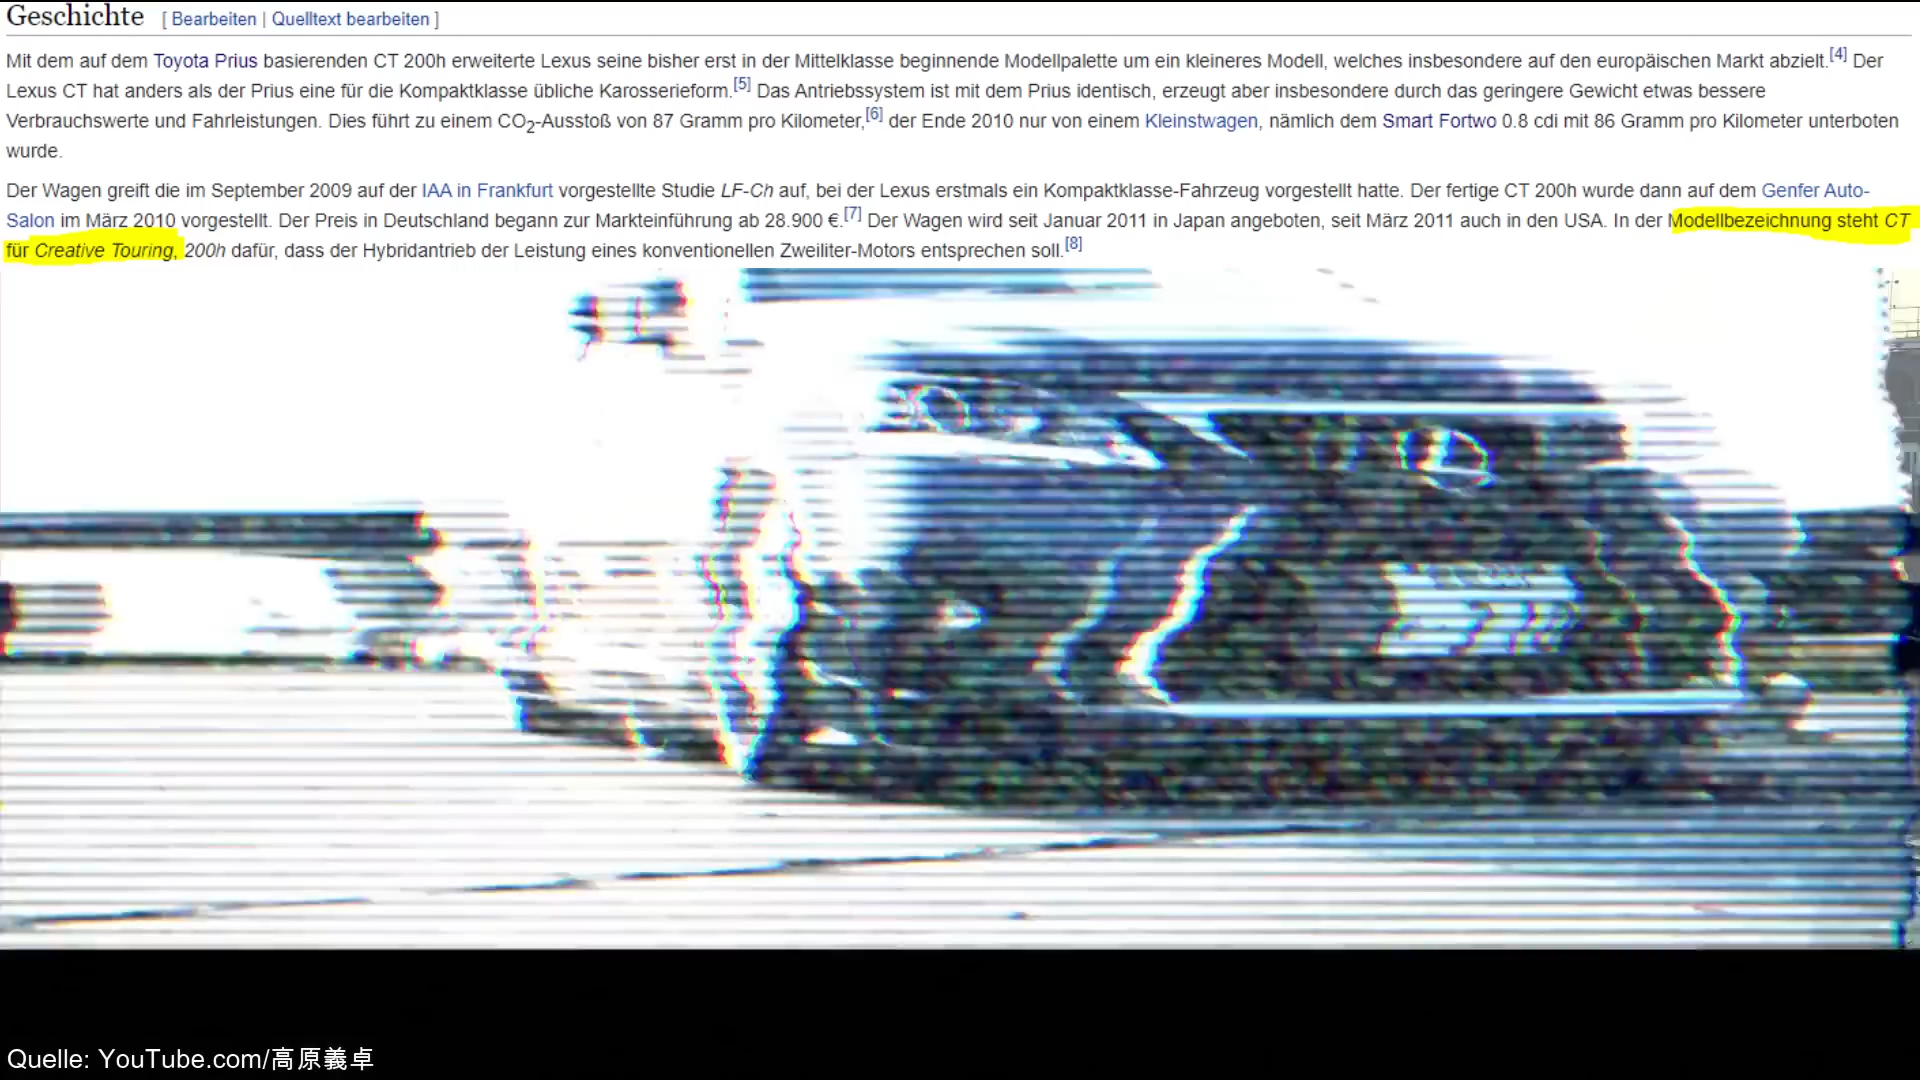 Geschichte [ Bearbeiten | Quelltext bearbeiten ]
Mit dem auf dem Toyota Prius basierenden CT 200h erweiterte Lexus seine bisher erst in der Mittelklasse beginnende Modellpalette um ein kleineres Modell, welches insbesondere auf den europäischen Markt abzielt.[4] Der
Lexus CT hat anders als der Prius eine für die Kompaktklasse übliche Karosserieform.[5] Das Antriebssystem ist mit dem Prius identisch, erzeugt aber insbesondere durch das geringere Gewicht etwas bessere
Verbrauchswerte und Fahrleistungen. Dies führt zu einem CO2-Ausstoß von 87 Gramm pro Kilometer,[6] der Ende 2010 nur von einem Kleinstwagen, nämlich dem Smart Fortwo 0.8 cdi mit 86 Gramm pro Kilometer unterboten
wurde.
Der Wagen greift die im September 2009 auf der IAA in Frankfurt vorgestellte Studie LF-Ch auf, bei der Lexus erstmals ein Kompaktklasse-Fahrzeug vorgestellt hatte. Der fertige CT 200h wurde dann auf dem Genfer Auto-
Salon im März 2010 vorgestellt. Der Preis in Deutschland begann zur Markteinführung ab 28.900 €.[7] Der Wagen wird seit Januar 2011 in Japan angeboten, seit März 2011 auch in den USA. In der Modellbezeichnung steht CT
für Creative Touring, 200h dafür, dass der Hybridantrieb der Leistung eines konventionellen Zweiliter-Motors entsprechen soll.[8]
Quelle: YouTube.com/高原義卓